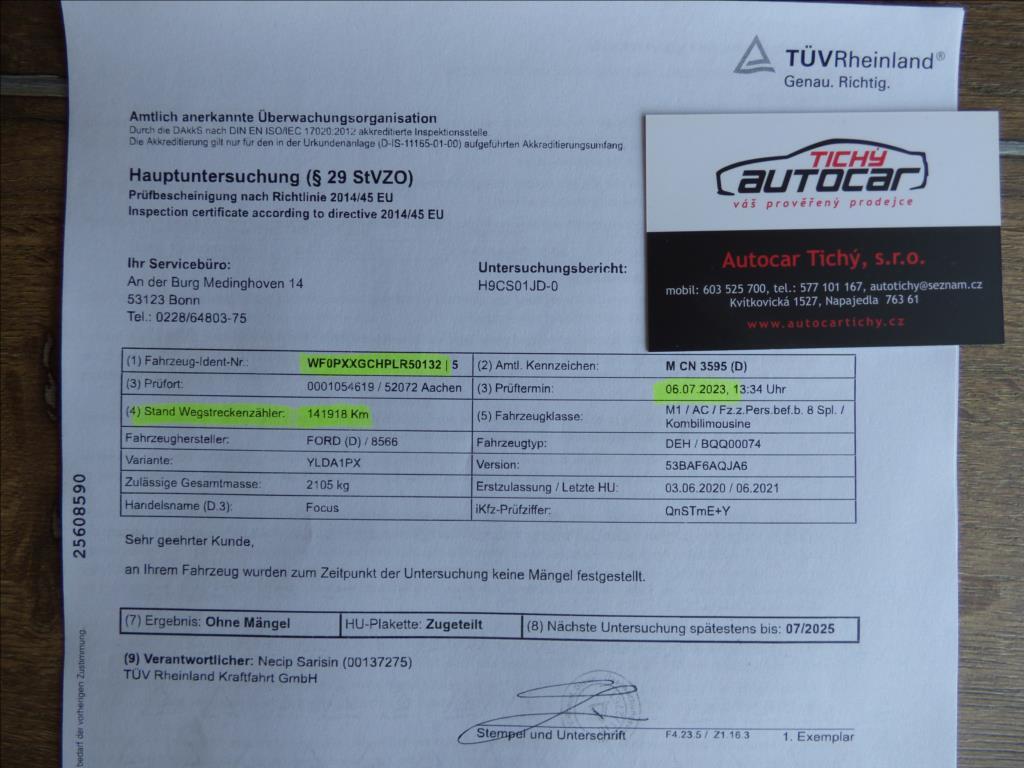 TÜVRheinland®
Genau. Richtig.
Amtlich anerkannte Überwachungsorganisation
Durch die DAkkS nach DIN EN ISO/IEC 17020:2012 akkreditierte Inspektionsstelle.
Die Akkreditierung gilt nur für den in der Urkundenanlage (D-IS-11165-01-00) aufgeführten Akkreditierungsumfang.
Hauptuntersuchung (§ 29 StVZO)
Prüfbescheinigung nach Richtlinie 2014/45 EU
Inspection certificate according to directive 2014/45 EU
TICHÝ
AUTOCAR
váš prověřený prodejce
Autocar Tichý, s.r.o.
mobil: 603 525 700, tel.: 577 101 167, autotichy@seznam.cz
Kvítkovická 1527, Napajedla 763 61
www.autocartichy.cz
Ihr Servicebüro:
An der Burg Medinghoven 14
53123 Bonn
Tel.: 0228/64803-75
Untersuchungsbericht:
H9CS01JD-0
(1) Fahrzeug-Ident-Nr.: WF0PXXGCHPLR50132 | 5 (2) Amtl. Kennzeichen: M CN 3595 (D)
(3) Prüfort: 0001054619 / 52072 Aachen (3) Prüftermin: 06.07.2023, 13:34 Uhr
(4) Stand Wegstreckenzähler: 141918 Km (5) Fahrzeugklasse: M1 / AC / Fz.z.Pers.bef.b. 8 Spl. /
Kombilimousine
Fahrzeughersteller: FORD (D) / 8566 Fahrzeugtyp: DEH / BQQ00074
Variante: YLDA1PX Version: 53BAF6AQJA6
Zulässige Gesamtmasse: 2105 kg Erstzulassung / Letzte HU: 03.06.2020 / 06.2021
Handelsname (D.3): Focus iKfz-Prüfziffer: QnSTmE+Y
Sehr geehrter Kunde,
an Ihrem Fahrzeug wurden zum Zeitpunkt der Untersuchung keine Mängel festgestellt.
(7) Ergebnis: Ohne Mängel HU-Plakette: Zugeteilt (8) Nächste Untersuchung spätestens bis: 07/2025
(9) Verantwortlicher: Necip Sarisin (00137275)
TÜV Rheinland Kraftfahrt GmbH
Stempel und Unterschrift F4.23.5 / Z1.16.3 1. Exemplar
25608590
bedarf der vorherigen Zustimmung.